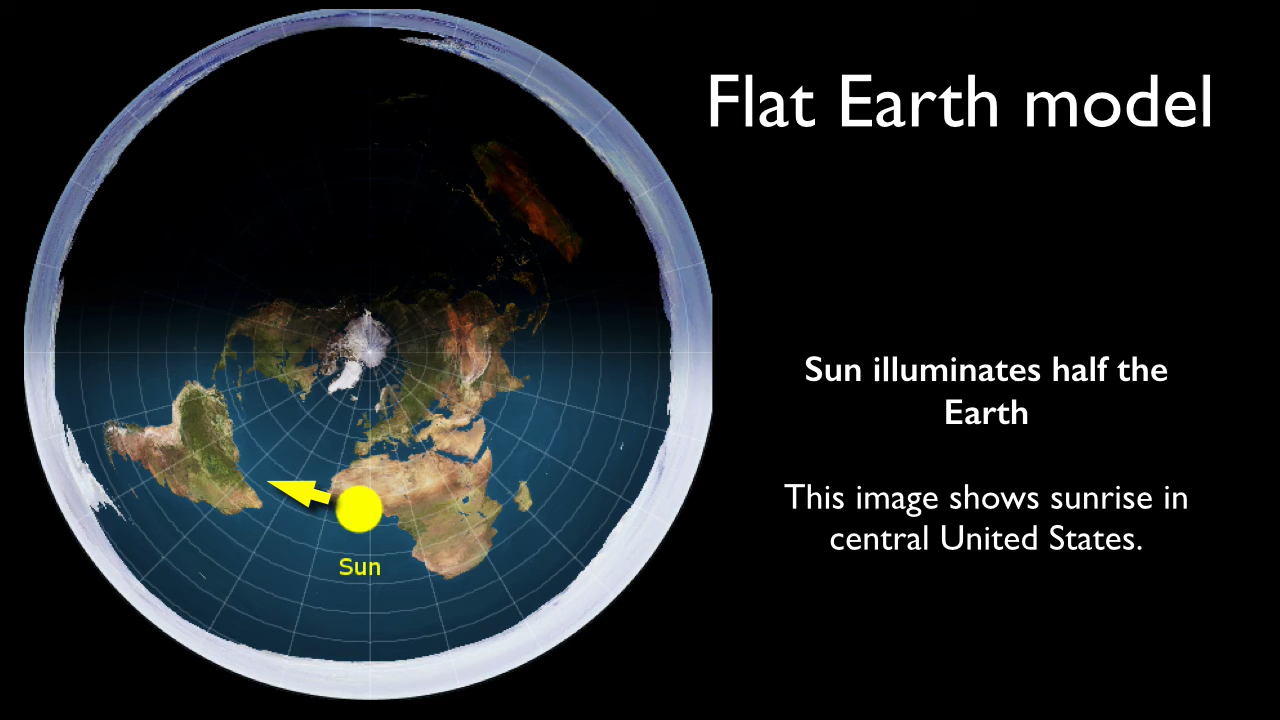 Flat Earth model
Sun illuminates half the
Earth
This image shows sunrise in
central United States.
Sun